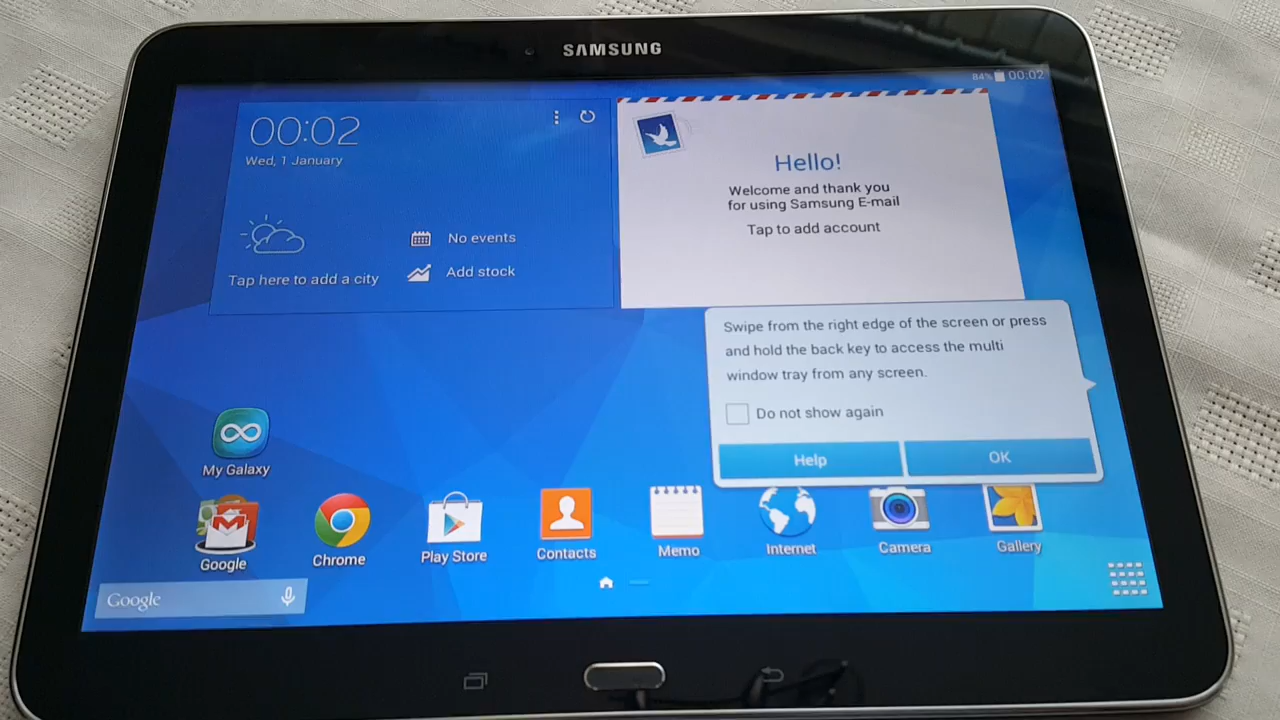 SAMSUNG
84% 00:02
00:02
Wed, 1 January
Tap here to add a city
No events
Add stock
Hello!
Welcome and thank you
for using Samsung E-mail
Tap to add account
Swipe from the right edge of the screen or press
and hold the back key to access the multi
window tray from any screen.
Do not show again
Help
OK
My Galaxy
Google
Chrome
Play Store
Contacts
Memo
Internet
Camera
Gallery
Google